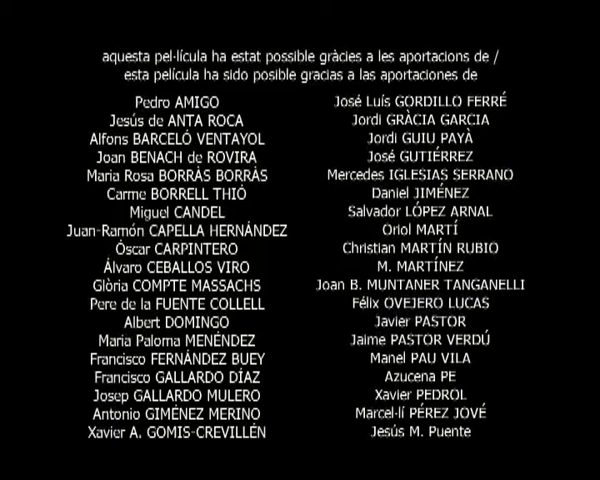 aquesta pel·lícula ha estat possible gràcies a les aportacions de /
esta película ha sido posible gracias a las aportaciones de
Pedro AMIGO
Jesús de ANTA ROCA
Alfons BARCELÓ VENTAYOL
Joan BENACH de ROVIRA
Maria Rosa BORRÀS BORRÀS
Carme BORRELL THIÓ
Miguel CANDEL
Juan-Ramón CAPELLA HERNÁNDEZ
Óscar CARPINTERO
Álvaro CEBALLOS VIRO
Glòria COMPTE MASSACHS
Pere de la FUENTE COLLELL
Albert DOMINGO
Maria Paloma MENÉNDEZ
Francisco FERNÁNDEZ BUEY
Francisco GALLARDO DÍAZ
Josep GALLARDO MULERO
Antonio GIMÉNEZ MERINO
Xavier A. GOMIS-CREVILLÉN
José Luís GORDILLO FERRÉ
Jordi GRÀCIA GARCIA
Jordi GUIU PAYÀ
José GUTIÉRREZ
Mercedes IGLESIAS SERRANO
Daniel JIMÉNEZ
Salvador LÓPEZ ARNAL
Oriol MARTÍ
Christian MARTÍN RUBIO
M. MARTÍNEZ
Joan B. MUNTANER TANGANELLI
Félix OVEJERO LUCAS
Javier PASTOR
Jaime PASTOR VERDÚ
Manel PAU VILA
Azucena PE
Xavier PEDROL
Marcel·lí PÉREZ JOVÉ
Jesús M. Puente